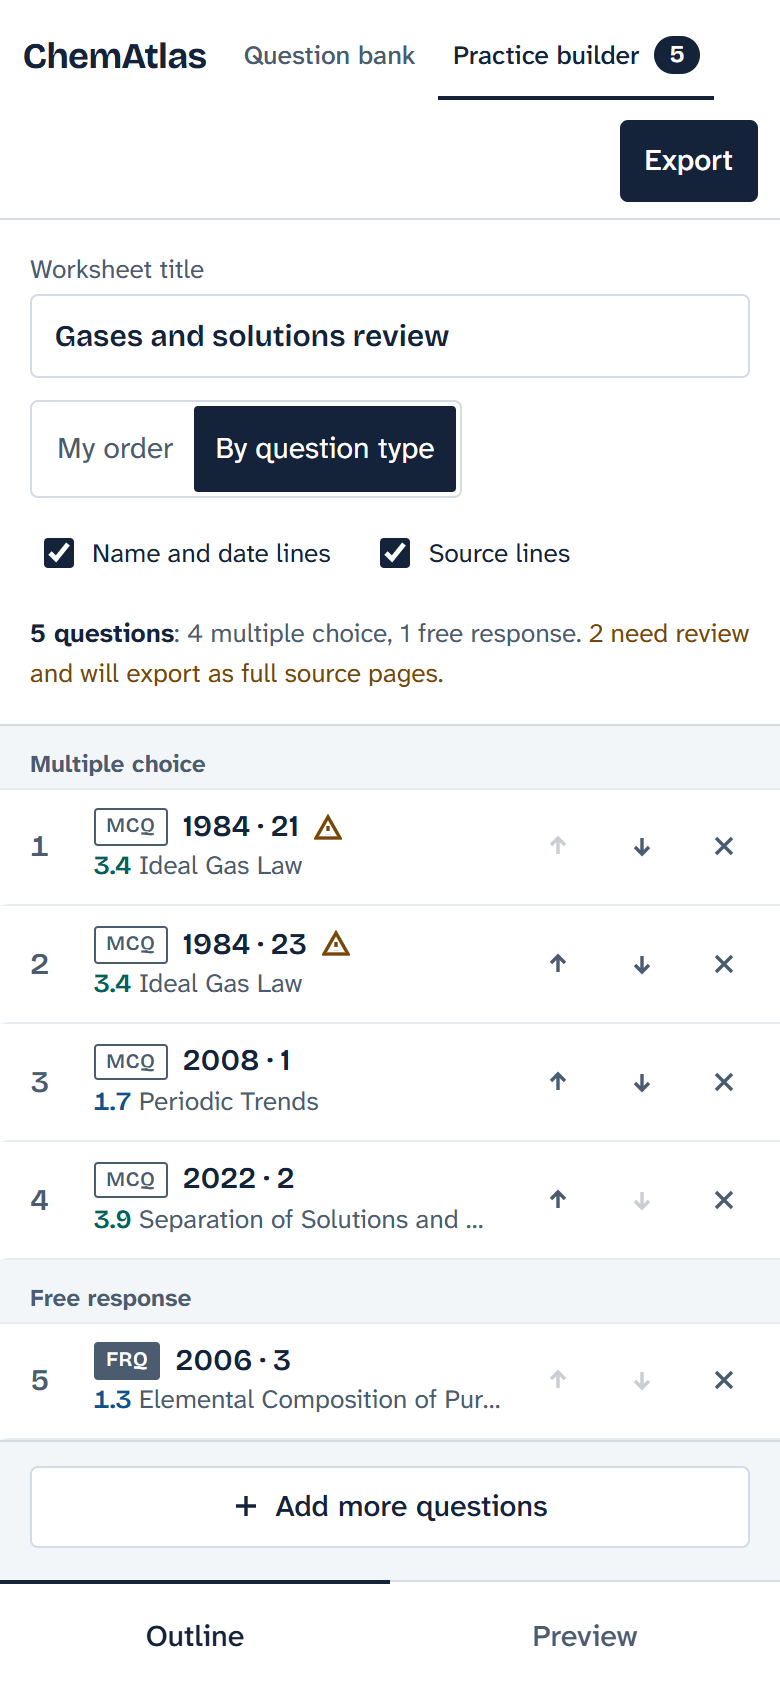 ChemAtlas Question bank Practice builder 5
Export
Worksheet title
Gases and solutions review
My order By question type
Name and date lines Source lines
5 questions: 4 multiple choice, 1 free response. 2 need review
and will export as full source pages.
Multiple choice
1 MCQ 1984 · 21
3.4 Ideal Gas Law
2 MCQ 1984 · 23
3.4 Ideal Gas Law
3 MCQ 2008 · 1
1.7 Periodic Trends
4 MCQ 2022 · 2
3.9 Separation of Solutions and ...
Free response
5 FRQ 2006 · 3
1.3 Elemental Composition of Pur...
+ Add more questions
Outline Preview